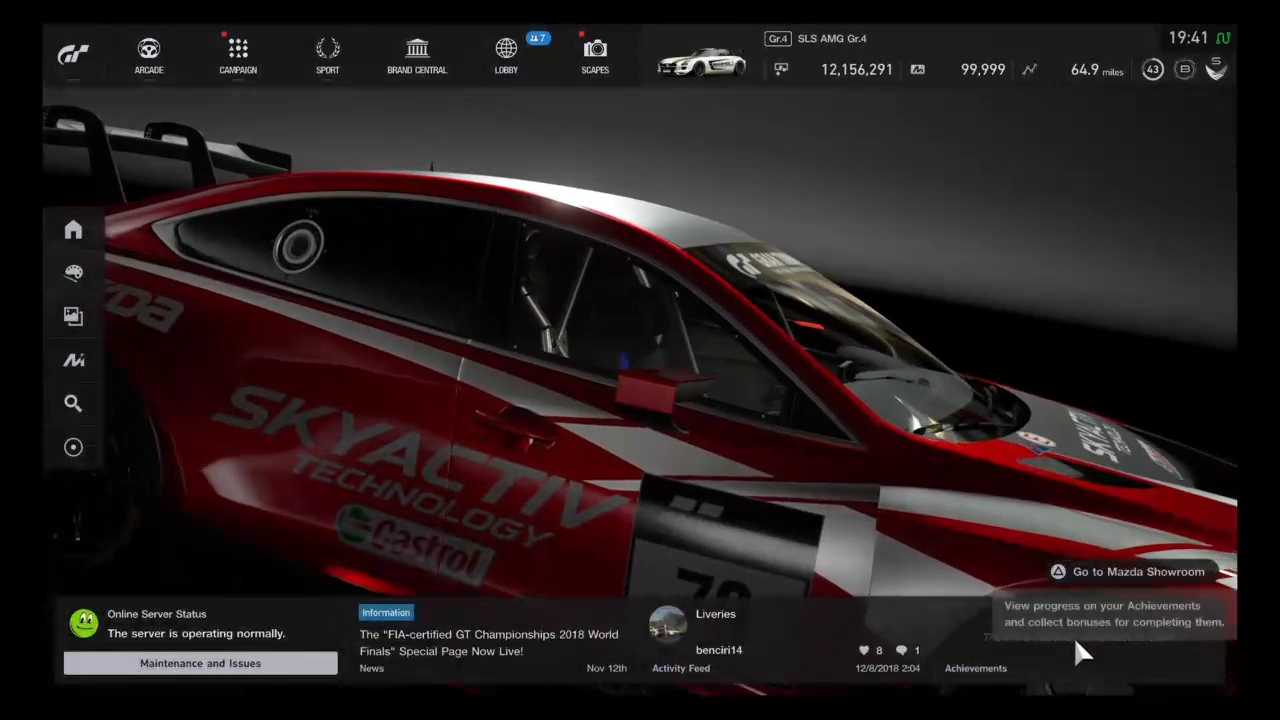 Gr.4 SLS AMG Gr.4
19:41
ARCADE
CAMPAIGN
SPORT
BRAND CENTRAL
7
LOBBY
SCAPES
12,156,291
99,999
64.9 miles
43
B
S
GRAN
SKYACTIV
TECHNOLOGY
Castrol
SKYACTIV
70
Go to Mazda Showroom
Online Server Status
The server is operating normally.
Maintenance and Issues
Information
The "FIA-certified GT Championships 2018 World
Finals" Special Page Now Live!
News
Nov 12th
Liveries
benciri14
8
1
Activity Feed
12/8/2018 2:04
View progress on your Achievements
and collect bonuses for completing them.
Achievements